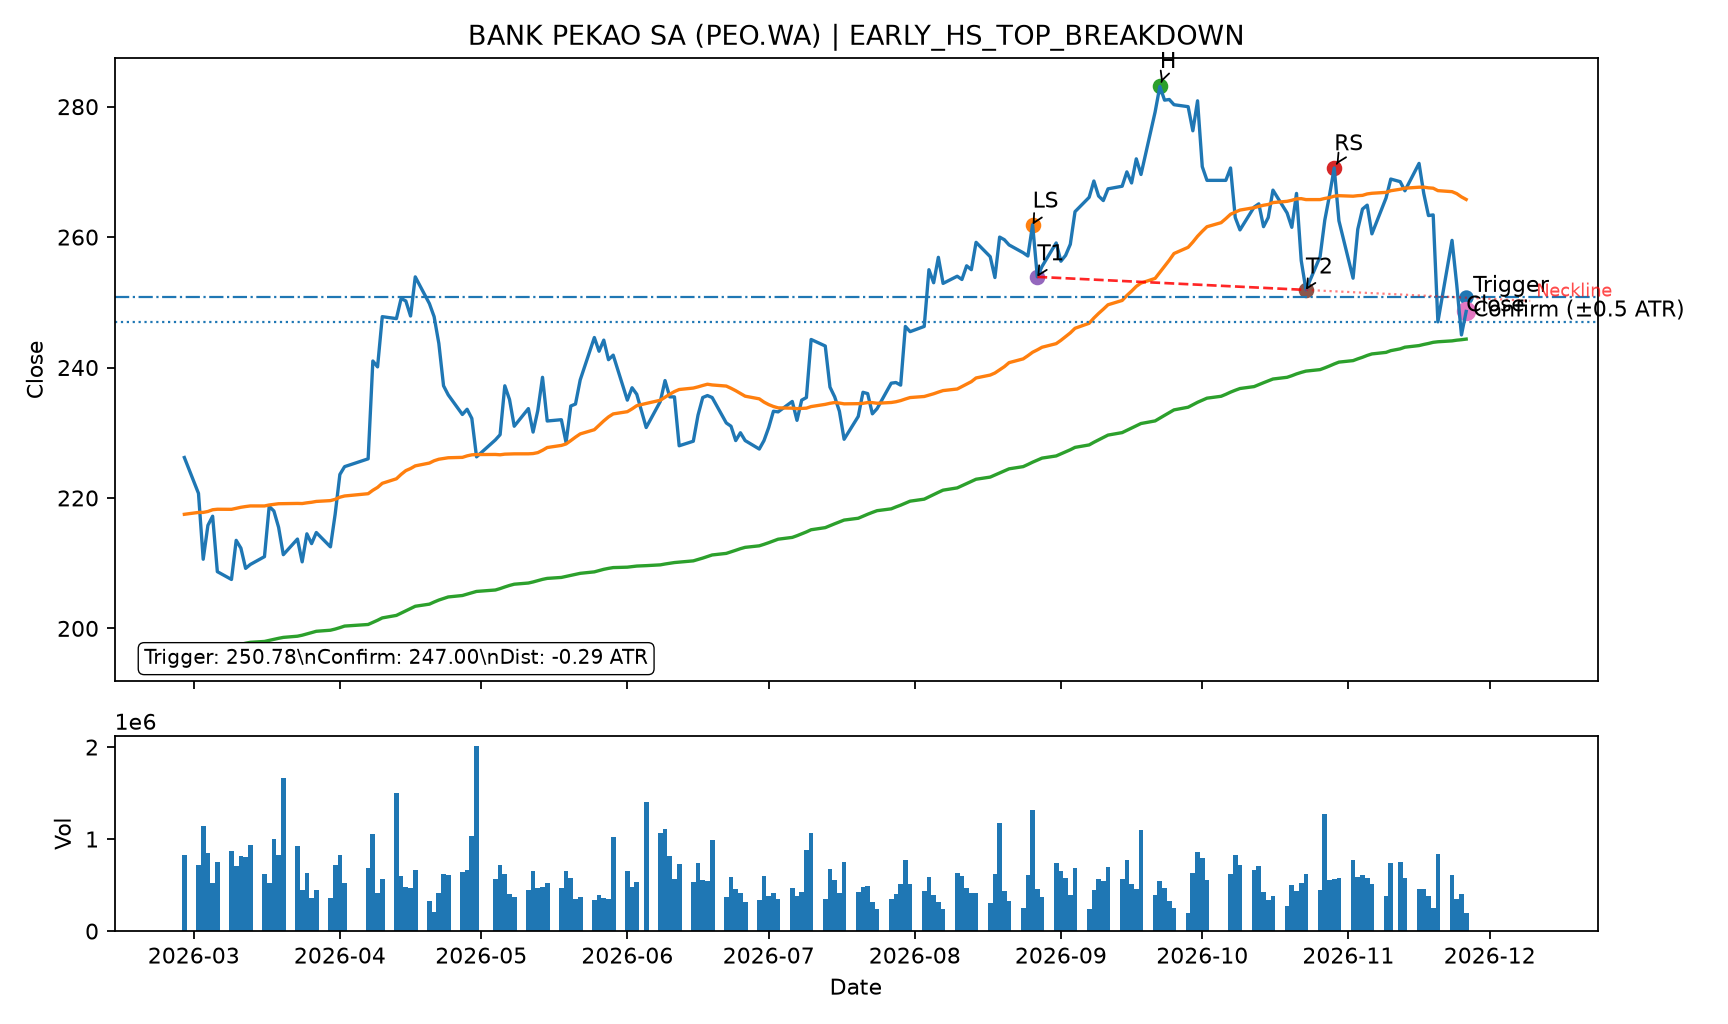 BANK PEKAO SA (PEO.WA) | EARLY_HS_TOP_BREAKDOWN
H
280
RS
LS
260
T1
T2
Trigger
Neckline
Close
Confirm (±0.5 ATR)
240
Close
220
200
Trigger: 250.78\nConfirm: 247.00\nDist: -0.29 ATR
1e6
2
1
0
Vol
2026-03 2026-04 2026-05 2026-06 2026-07 2026-08 2026-09 2026-10 2026-11 2026-12
Date